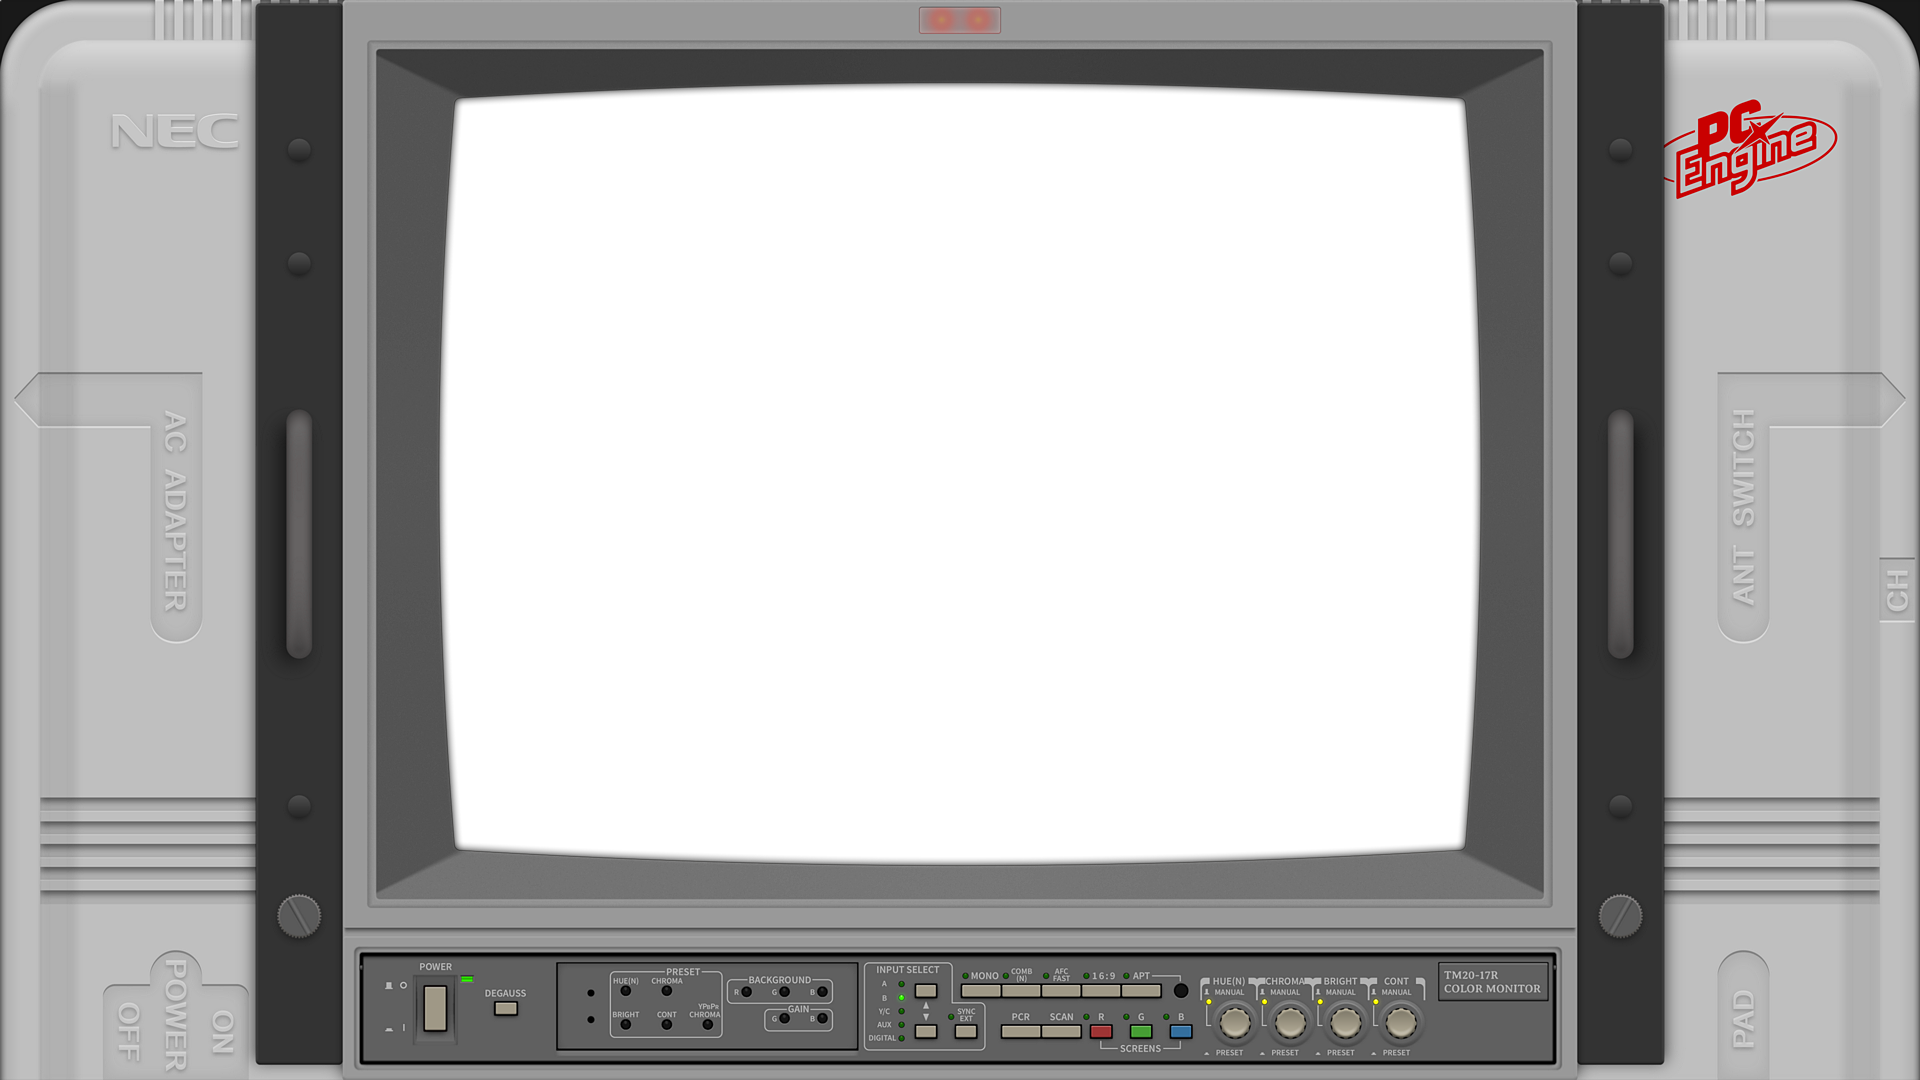 NEC
PC
Engine
AC ADAPTER
ANT SWITCH
CH
POWER
OFF
ON
PAD
POWER
DEGAUSS
PRESET
HUE(N)
CHROMA
BRIGHT
CONT
YPBPR
CHROMA
BACKGROUND
R
G
B
GAIN
G
B
INPUT SELECT
A
B
Y/C
AUX
DIGITAL
SYNC
EXT
MONO
COMB
(N)
AFC
FAST
16:9
APT
PCR
SCAN
R
G
B
SCREENS
HUE(N)
CHROMA
BRIGHT
CONT
MANUAL
MANUAL
MANUAL
MANUAL
PRESET
PRESET
PRESET
PRESET
TM20-17R
COLOR MONITOR